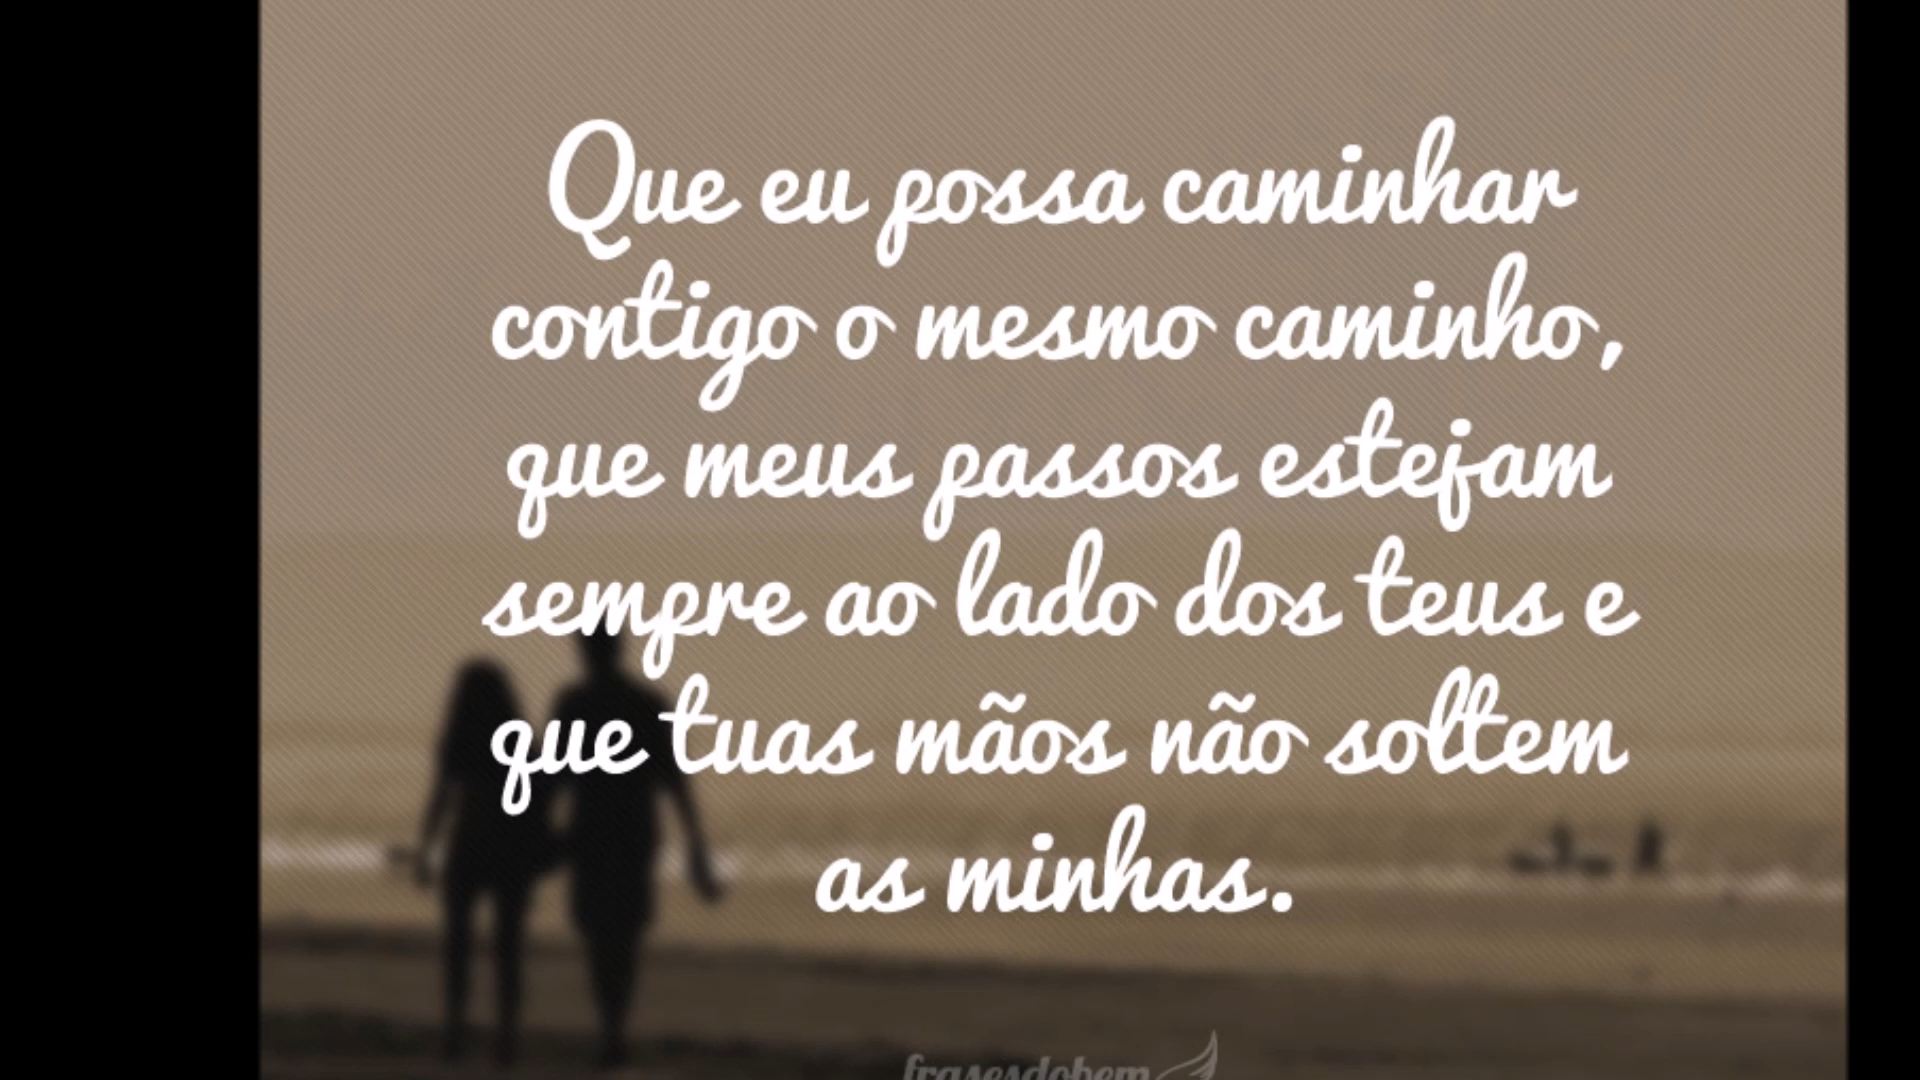 Que eu possa caminhar
contigo o mesmo caminho,
que meus passos estejam
sempre ao lado dos teus e
que tuas mãos não soltem
as minhas.
frasesdobem